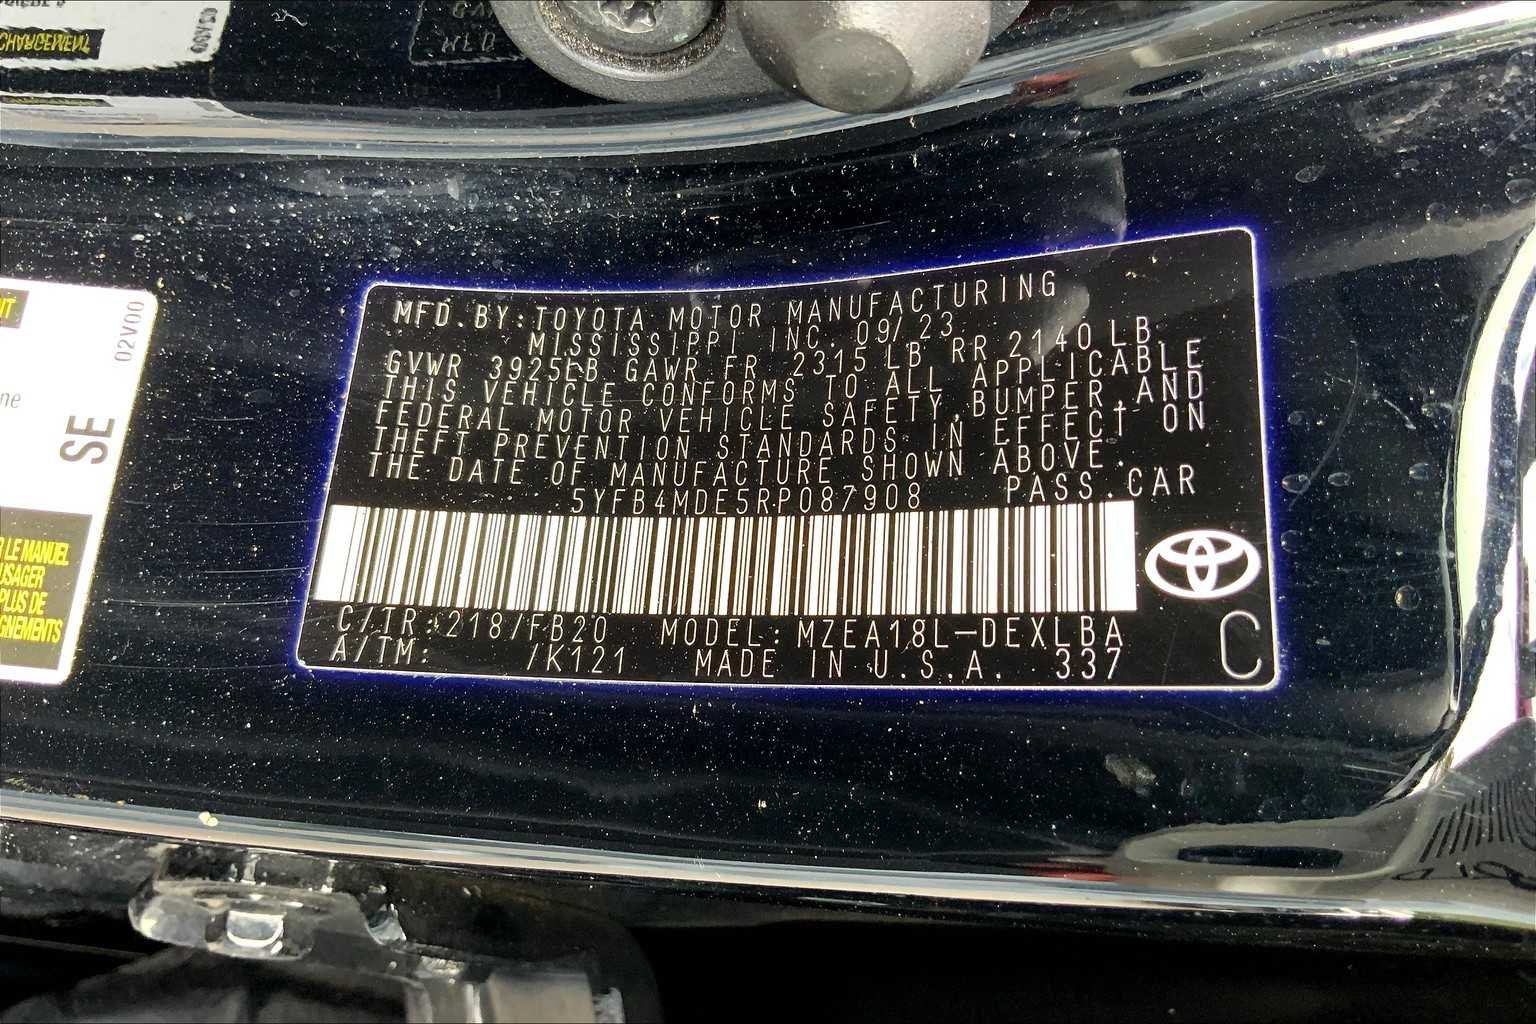 CHARGEMENT
MFD.BY:TOYOTA MOTOR MANUFACTURING
MISSISSIPPI INC. 09/23
GVWR 3925LB GAWR FR 2315 LB RR 2140 LB.
THIS VEHICLE CONFORMS TO ALL APPLICABLE
FEDERAL MOTOR VEHICLE SAFETY,BUMPER,AND
THEFT PREVENTION STANDARDS IN EFFECT ON
THE DATE OF MANUFACTURE SHOWN ABOVE.
5YFB4MDE5RP087908 PASS.CAR
C/TR:218/FB20 MODEL:MZEA18L-DEXLBA
A/TM: /K121 MADE IN U.S.A. 337
C
02V00
SE
LE MANUEL
USAGER
PLUS DE